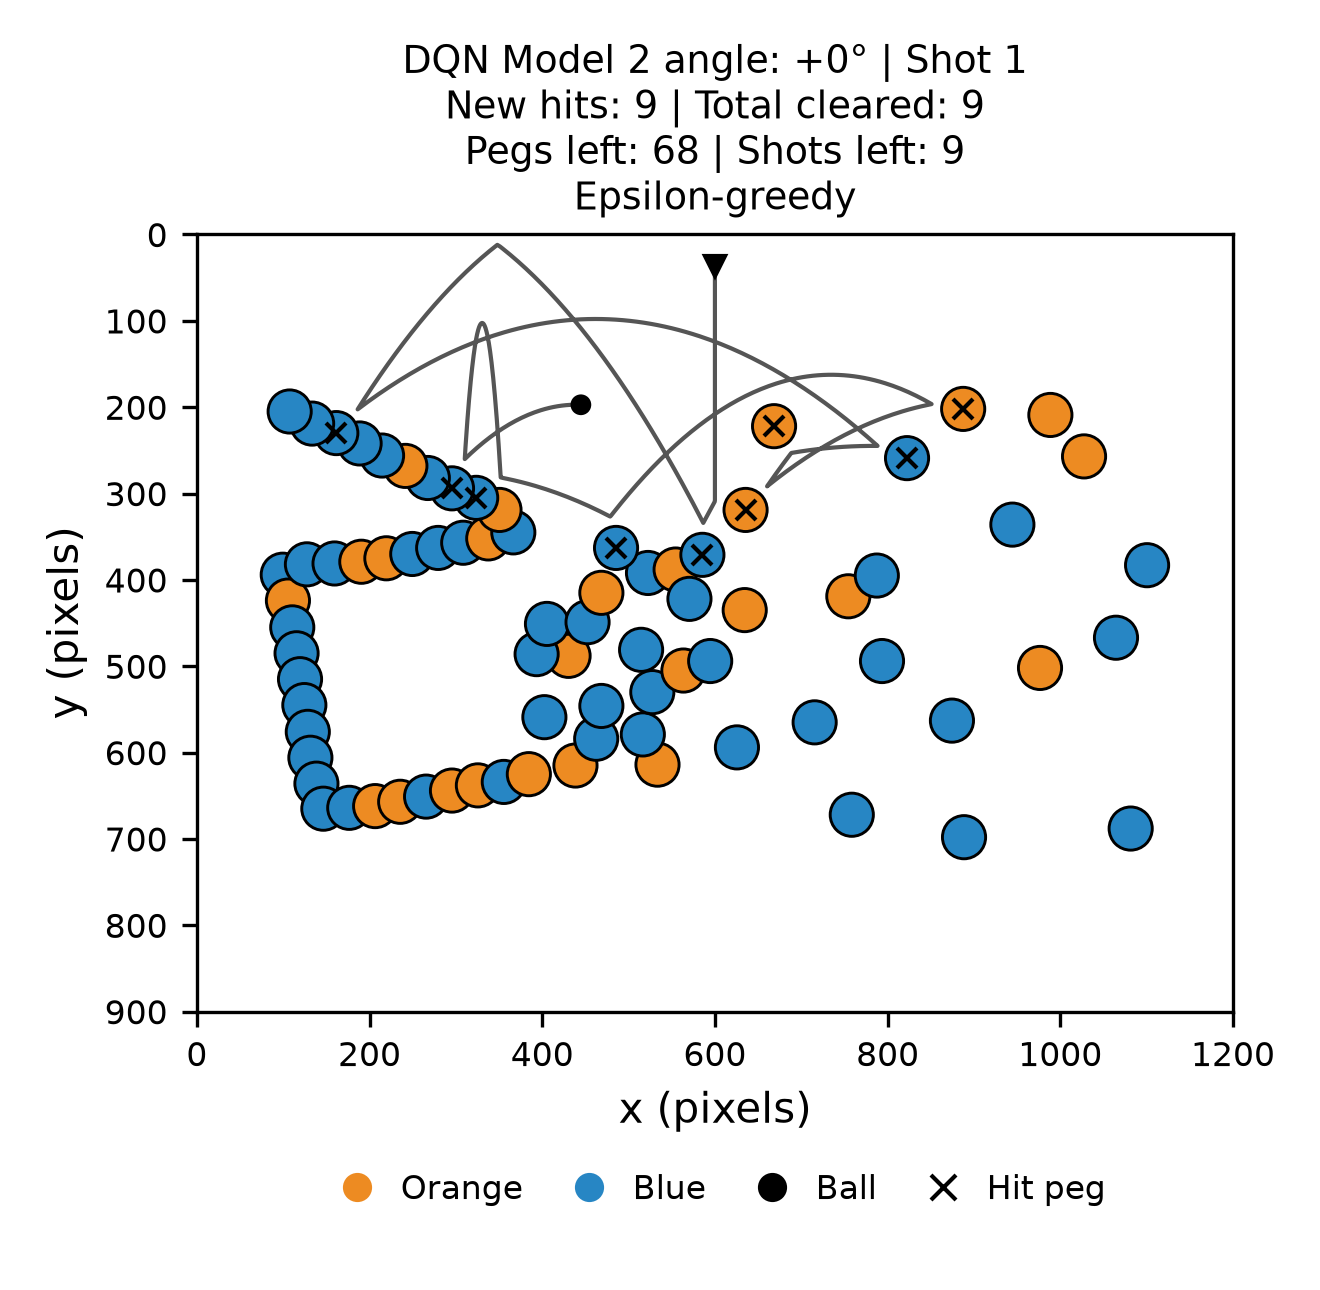 DQN Model 2 angle: +0° | Shot 1
New hits: 9 | Total cleared: 9
Pegs left: 68 | Shots left: 9
Epsilon-greedy
0
100
200
300
400
500
600
700
800
900
y (pixels)
0 200 400 600 800 1000 1200
x (pixels)
Orange Blue Ball Hit peg